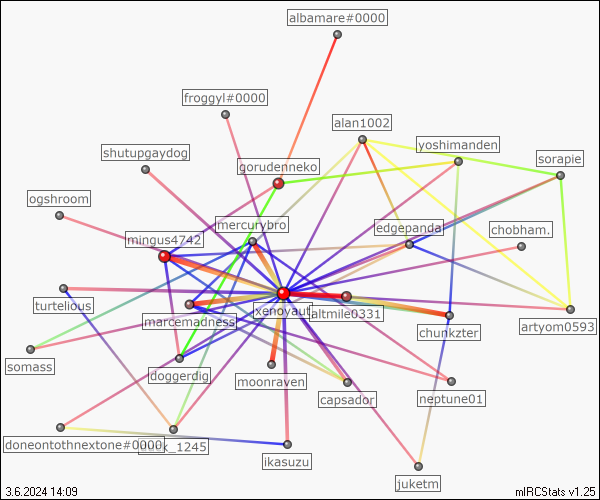 albamare#0000
froggyl#0000
alan1002
yoshimanden
shutupgaydog
gorudenneko
sorapie
ogshroom
mercurybro
edgepanda
chobham.
mingus4742
turtelious
xenoyaut
altmile0331
artyom0593
marcemadness
chunkzter
somass
doggerdig
moonraven
capsador
neptune01
doneontothnextone#0000
_1245
ikasuzu
juketm
3.6.2024 14:09
mIRCStats v1.25